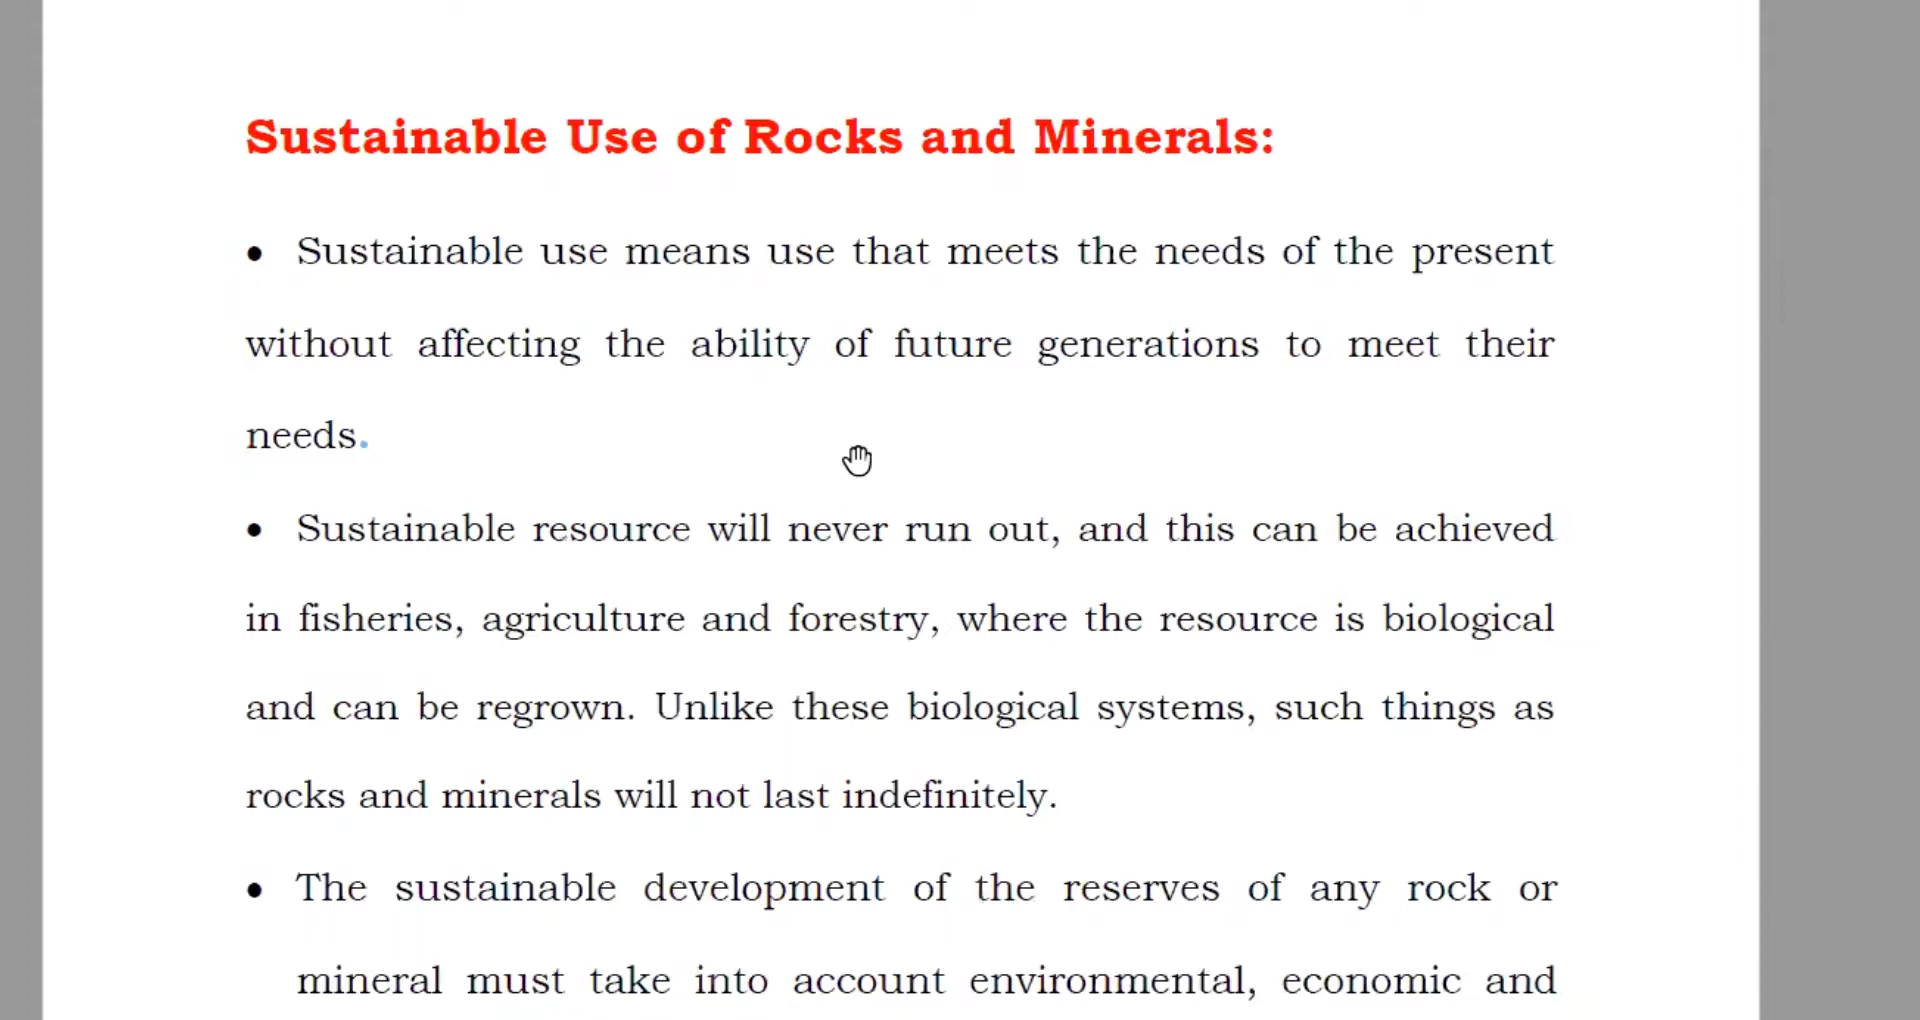 Sustainable Use of Rocks and Minerals:
• Sustainable use means use that meets the needs of the present
without affecting the ability of future generations to meet their
needs.
• Sustainable resource will never run out, and this can be achieved
in fisheries, agriculture and forestry, where the resource is biological
and can be regrown. Unlike these biological systems, such things as
rocks and minerals will not last indefinitely.
• The sustainable development of the reserves of any rock or
mineral must take into account environmental, economic and